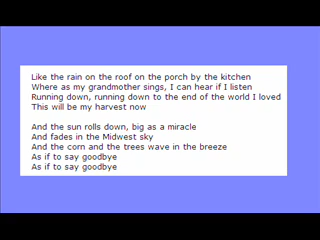 Like the rain on the roof on the porch by the kitchen
Where as my grandmother sings, I can hear if I listen
Running down, running down to the end of the world I loved
This will be my harvest now
And the sun rolls down, big as a miracle
And fades in the Midwest sky
And the corn and the trees wave in the breeze
As if to say goodbye
As if to say goodbye